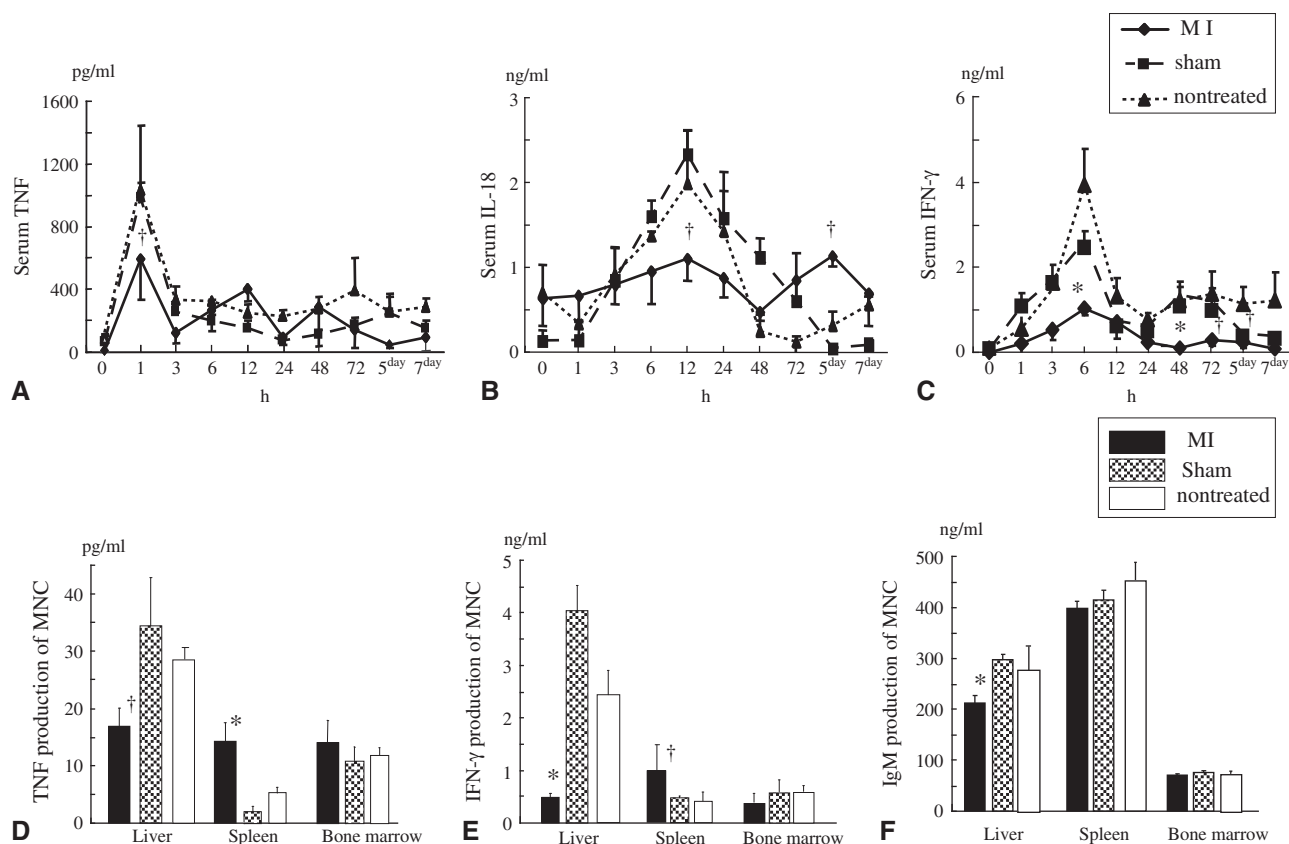 M I
sham
nontreated
pg/ml
Serum TNF
1600
1200
800
400
0
†
0 1 3 6 12 24 48 72 5day 7day
h
A
ng/ml
Serum IL-18
3
2
1
0
†
†
0 1 3 6 12 24 48 72 5day 7day
h
B
ng/ml
Serum IFN-γ
6
4
2
0
*
*
†
†
0 1 3 6 12 24 48 72 5day 7day
h
C
MI
Sham
nontreated
pg/ml
TNF production of MNC
40
30
20
10
0
†
*
Liver Spleen Bone marrow
D
ng/ml
IFN-γ production of MNC
5
4
3
2
1
0
*
†
Liver Spleen Bone marrow
E
ng/ml
IgM production of MNC
500
400
300
200
100
0
*
Liver Spleen Bone marrow
F